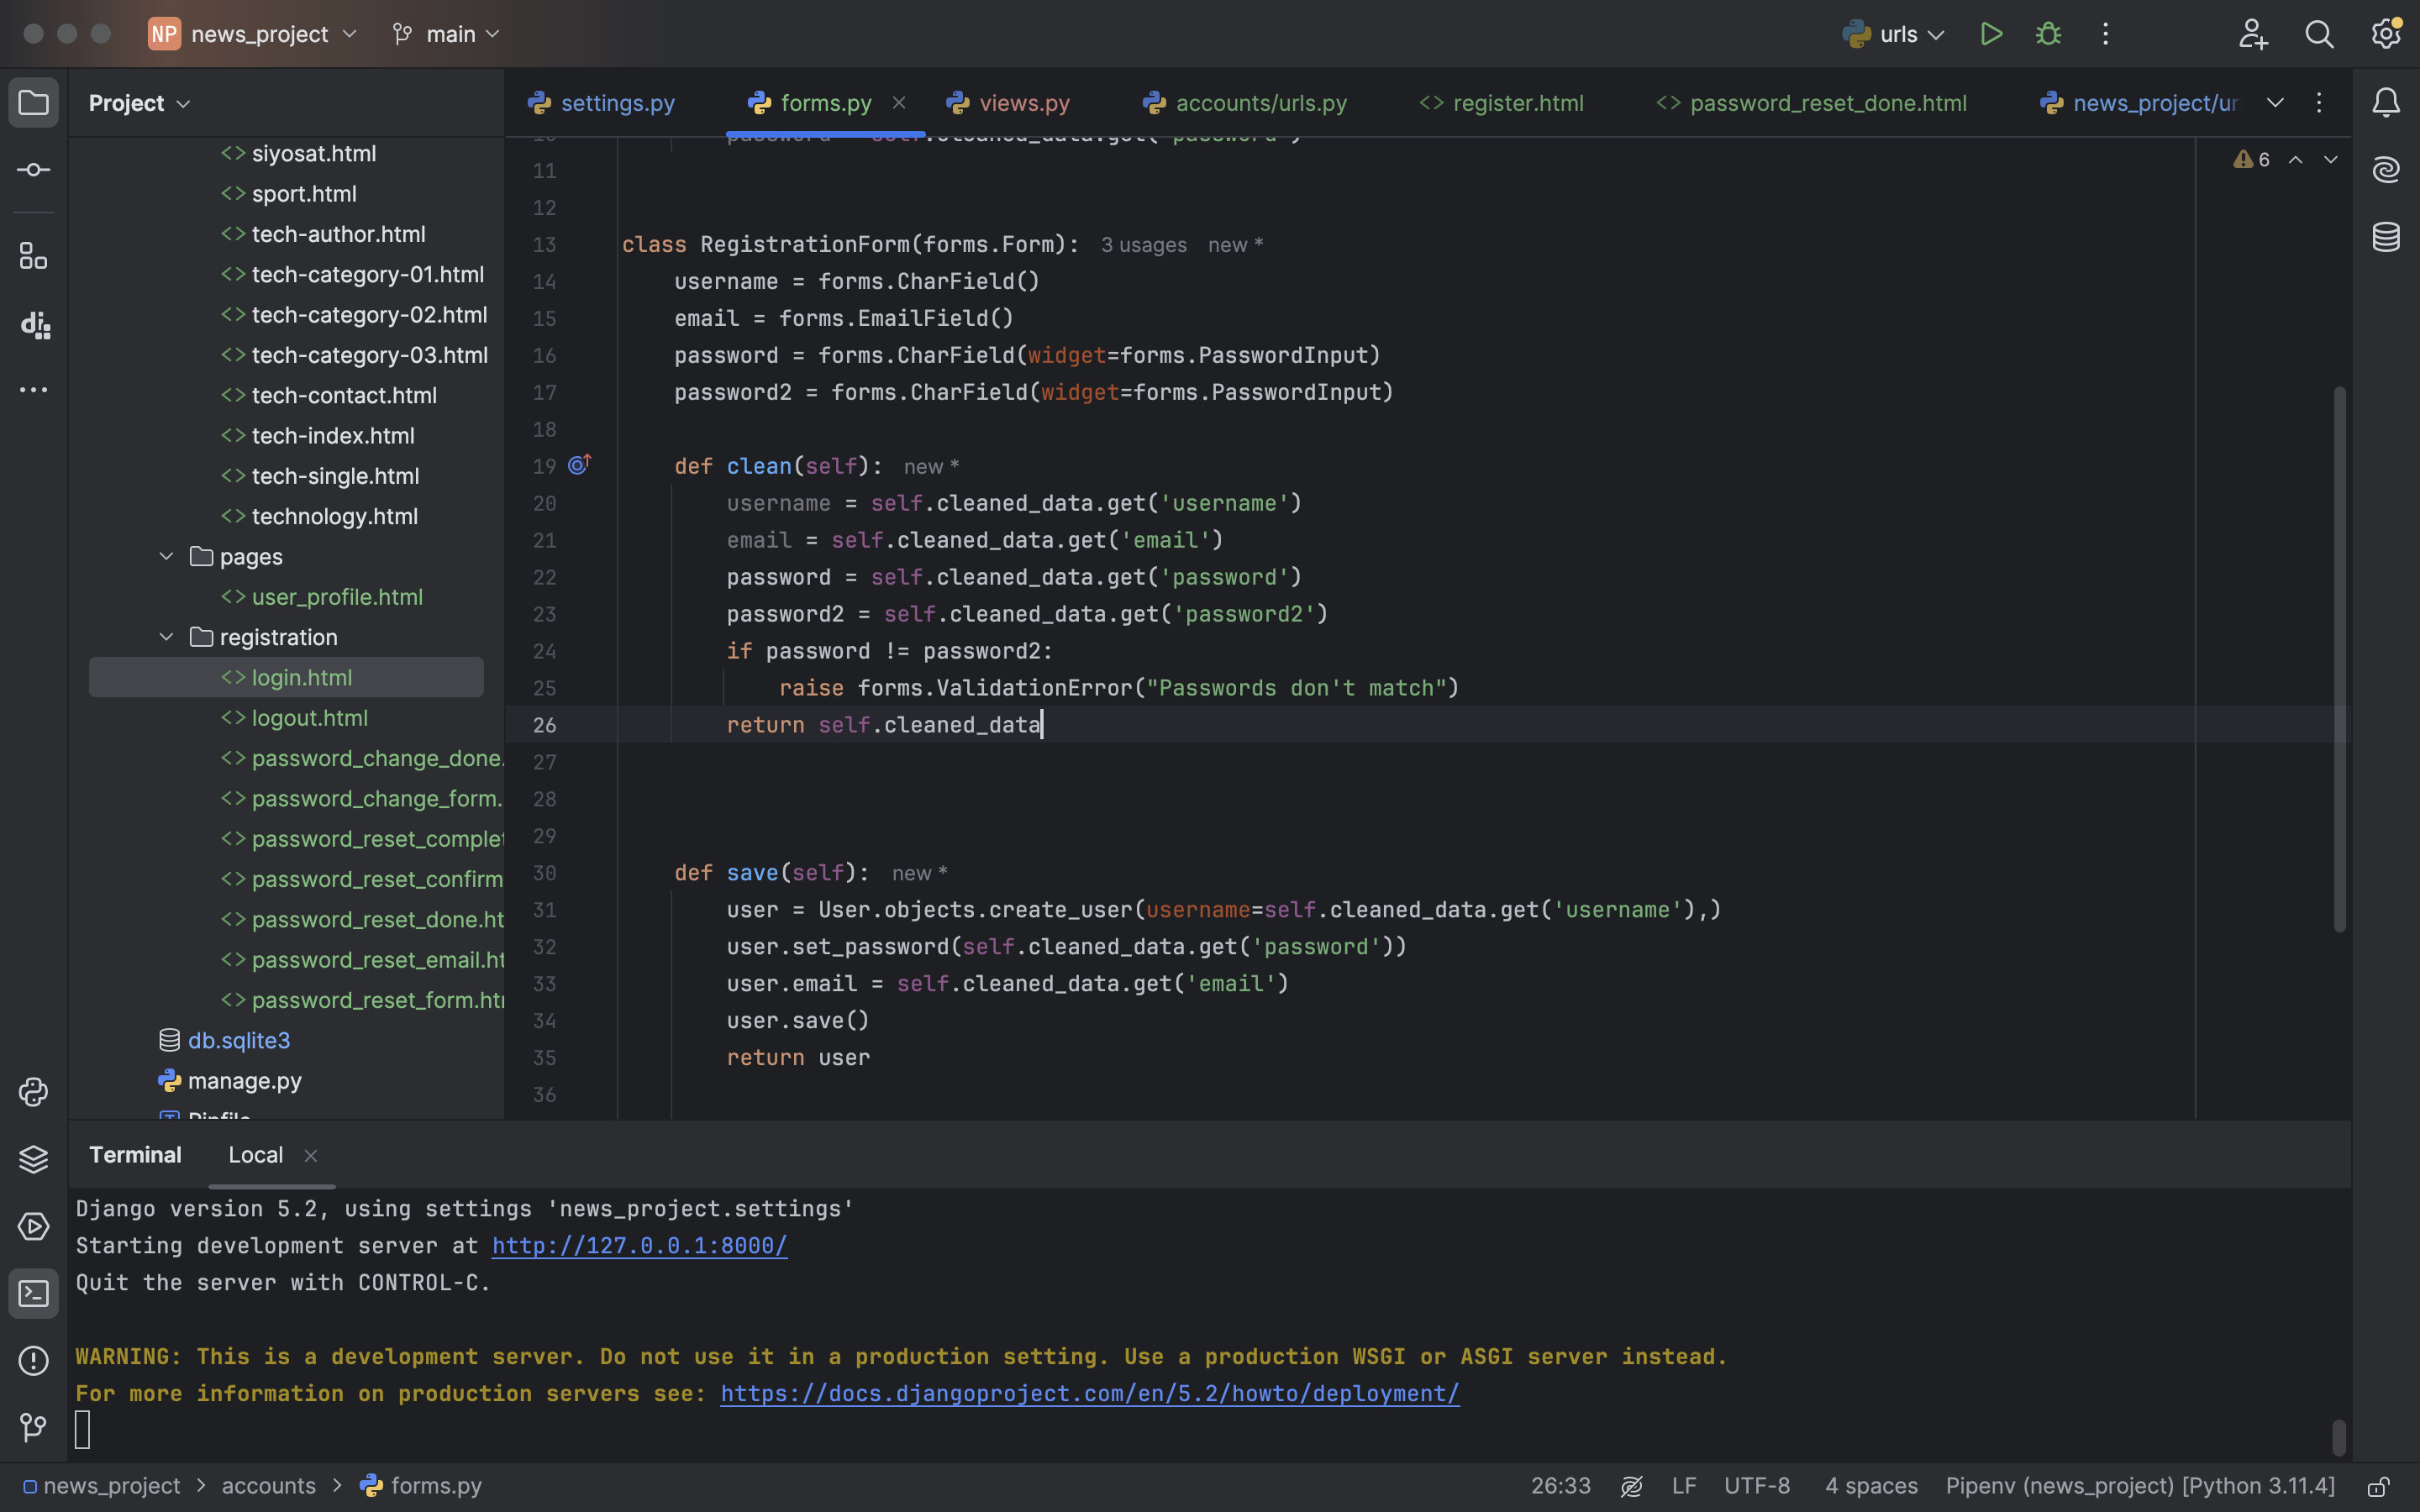 NP news_project main urls
Project
settings.py forms.py views.py accounts/urls.py register.html password_reset_done.html news_project/ur
siyosat.html
sport.html
tech-author.html
tech-category-01.html
tech-category-02.html
tech-category-03.html
tech-contact.html
tech-index.html
tech-single.html
technology.html
pages
user_profile.html
registration
login.html
logout.html
password_change_done.
password_change_form.
password_reset_complet
password_reset_confirm
password_reset_done.ht
password_reset_email.ht
password_reset_form.htm
db.sqlite3
manage.py
Pipfile
6
10 password = self.cleaned_data.get('password')
11
12
13 class RegistrationForm(forms.Form): 3 usages new *
14 username = forms.CharField()
15 email = forms.EmailField()
16 password = forms.CharField(widget=forms.PasswordInput)
17 password2 = forms.CharField(widget=forms.PasswordInput)
18
19 def clean(self): new *
20 username = self.cleaned_data.get('username')
21 email = self.cleaned_data.get('email')
22 password = self.cleaned_data.get('password')
23 password2 = self.cleaned_data.get('password2')
24 if password != password2:
25 raise forms.ValidationError("Passwords don't match")
26 return self.cleaned_data
27
28
29
30 def save(self): new *
31 user = User.objects.create_user(username=self.cleaned_data.get('username'),)
32 user.set_password(self.cleaned_data.get('password'))
33 user.email = self.cleaned_data.get('email')
34 user.save()
35 return user
36
Terminal Local
Django version 5.2, using settings 'news_project.settings'
Starting development server at http://127.0.0.1:8000/
Quit the server with CONTROL-C.
WARNING: This is a development server. Do not use it in a production setting. Use a production WSGI or ASGI server instead.
For more information on production servers see: https://docs.djangoproject.com/en/5.2/howto/deployment/
news_project > accounts > forms.py 26:33 LF UTF-8 4 spaces Pipenv (news_project) [Python 3.11.4]